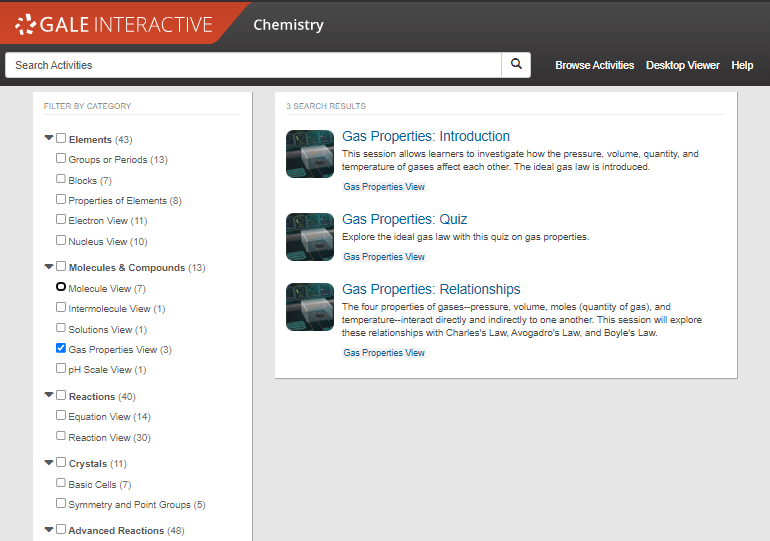 GALE INTERACTIVE
Chemistry
Search Activities
Browse Activities Desktop Viewer Help
FILTER BY CATEGORY
Elements (43)
Groups or Periods (13)
Blocks (7)
Properties of Elements (8)
Electron View (11)
Nucleus View (10)
Molecules & Compounds (13)
Molecule View (7)
Intermolecule View (1)
Solutions View (1)
Gas Properties View (3)
pH Scale View (1)
Reactions (40)
Equation View (14)
Reaction View (30)
Crystals (11)
Basic Cells (7)
Symmetry and Point Groups (5)
Advanced Reactions (48)
3 SEARCH RESULTS
Gas Properties: Introduction
This session allows learners to investigate how the pressure, volume, quantity, and
temperature of gases affect each other. The ideal gas law is introduced.
Gas Properties View
Gas Properties: Quiz
Explore the ideal gas law with this quiz on gas properties.
Gas Properties View
Gas Properties: Relationships
The four properties of gases--pressure, volume, moles (quantity of gas), and
temperature--interact directly and indirectly to one another. This session will explore
these relationships with Charles's Law, Avogadro's Law, and Boyle's Law.
Gas Properties View